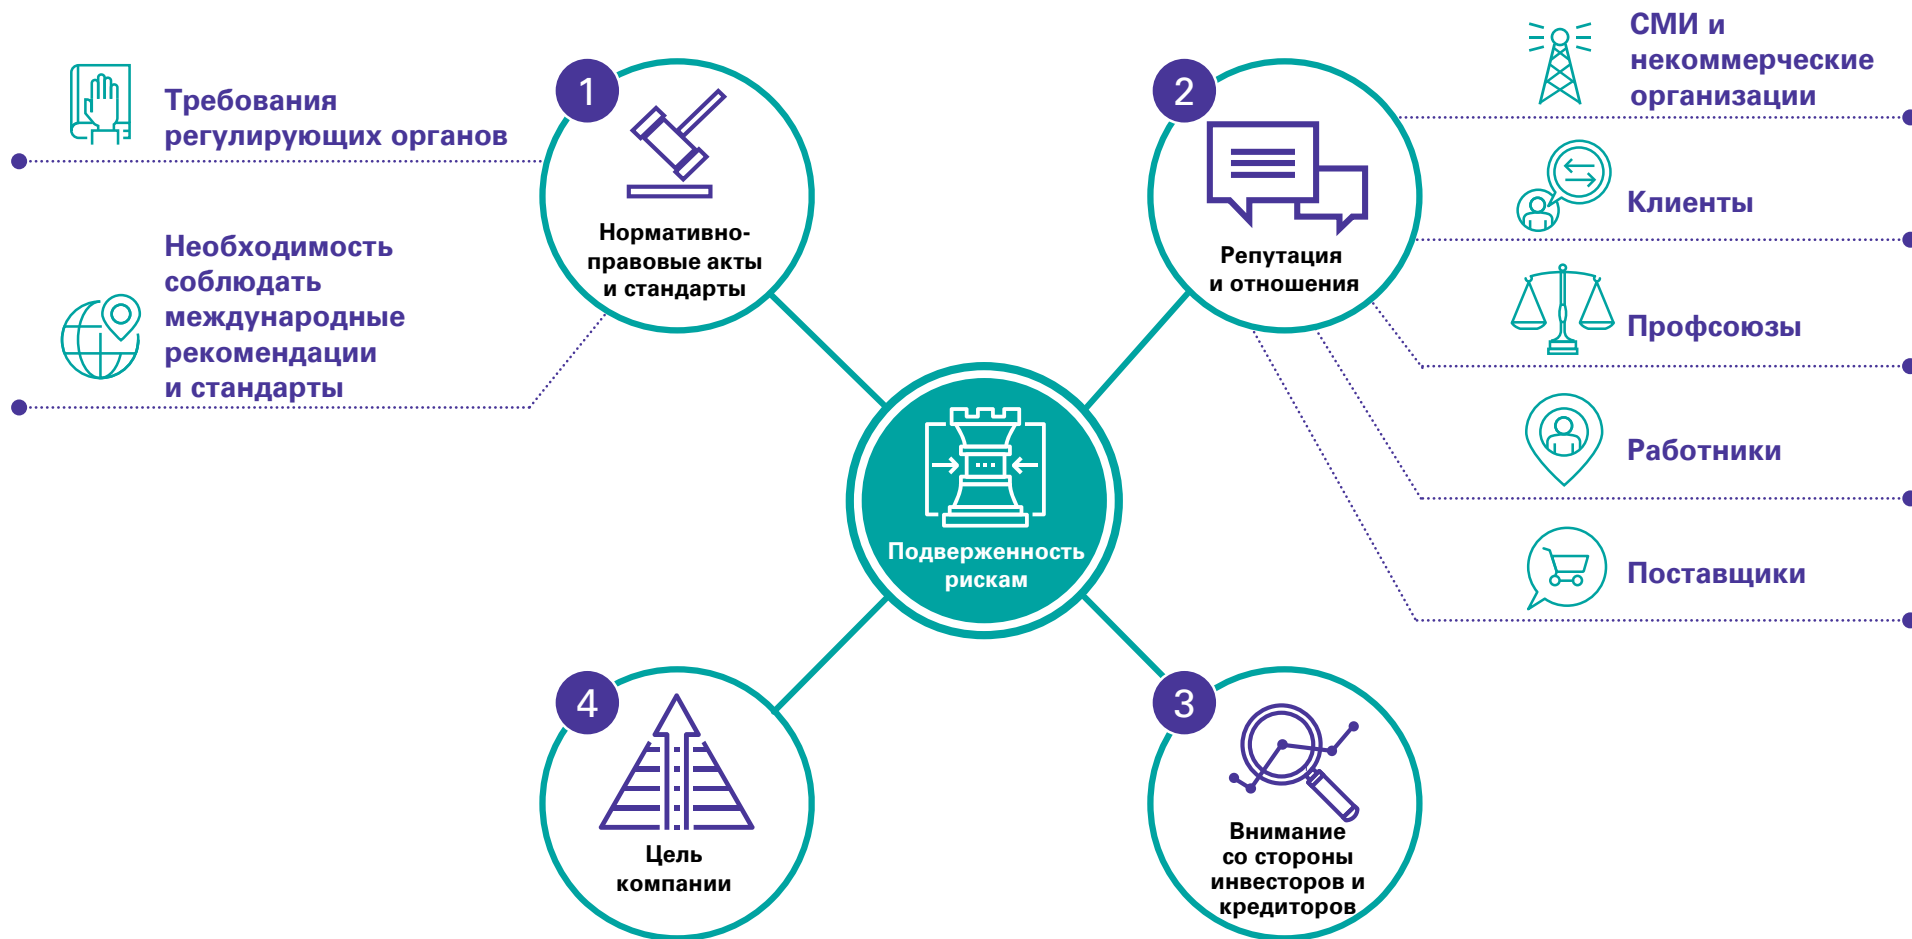 1
Нормативно-
правовые акты
и стандарты
Требования
регулирующих органов
Необходимость
соблюдать
международные
рекомендации
и стандарты
2
Репутация
и отношения
СМИ и
некоммерческие
организации
Клиенты
Профсоюзы
Работники
Поставщики
Подверженность
рискам
4
Цель
компании
3
Внимание
со стороны
инвесторов и
кредиторов